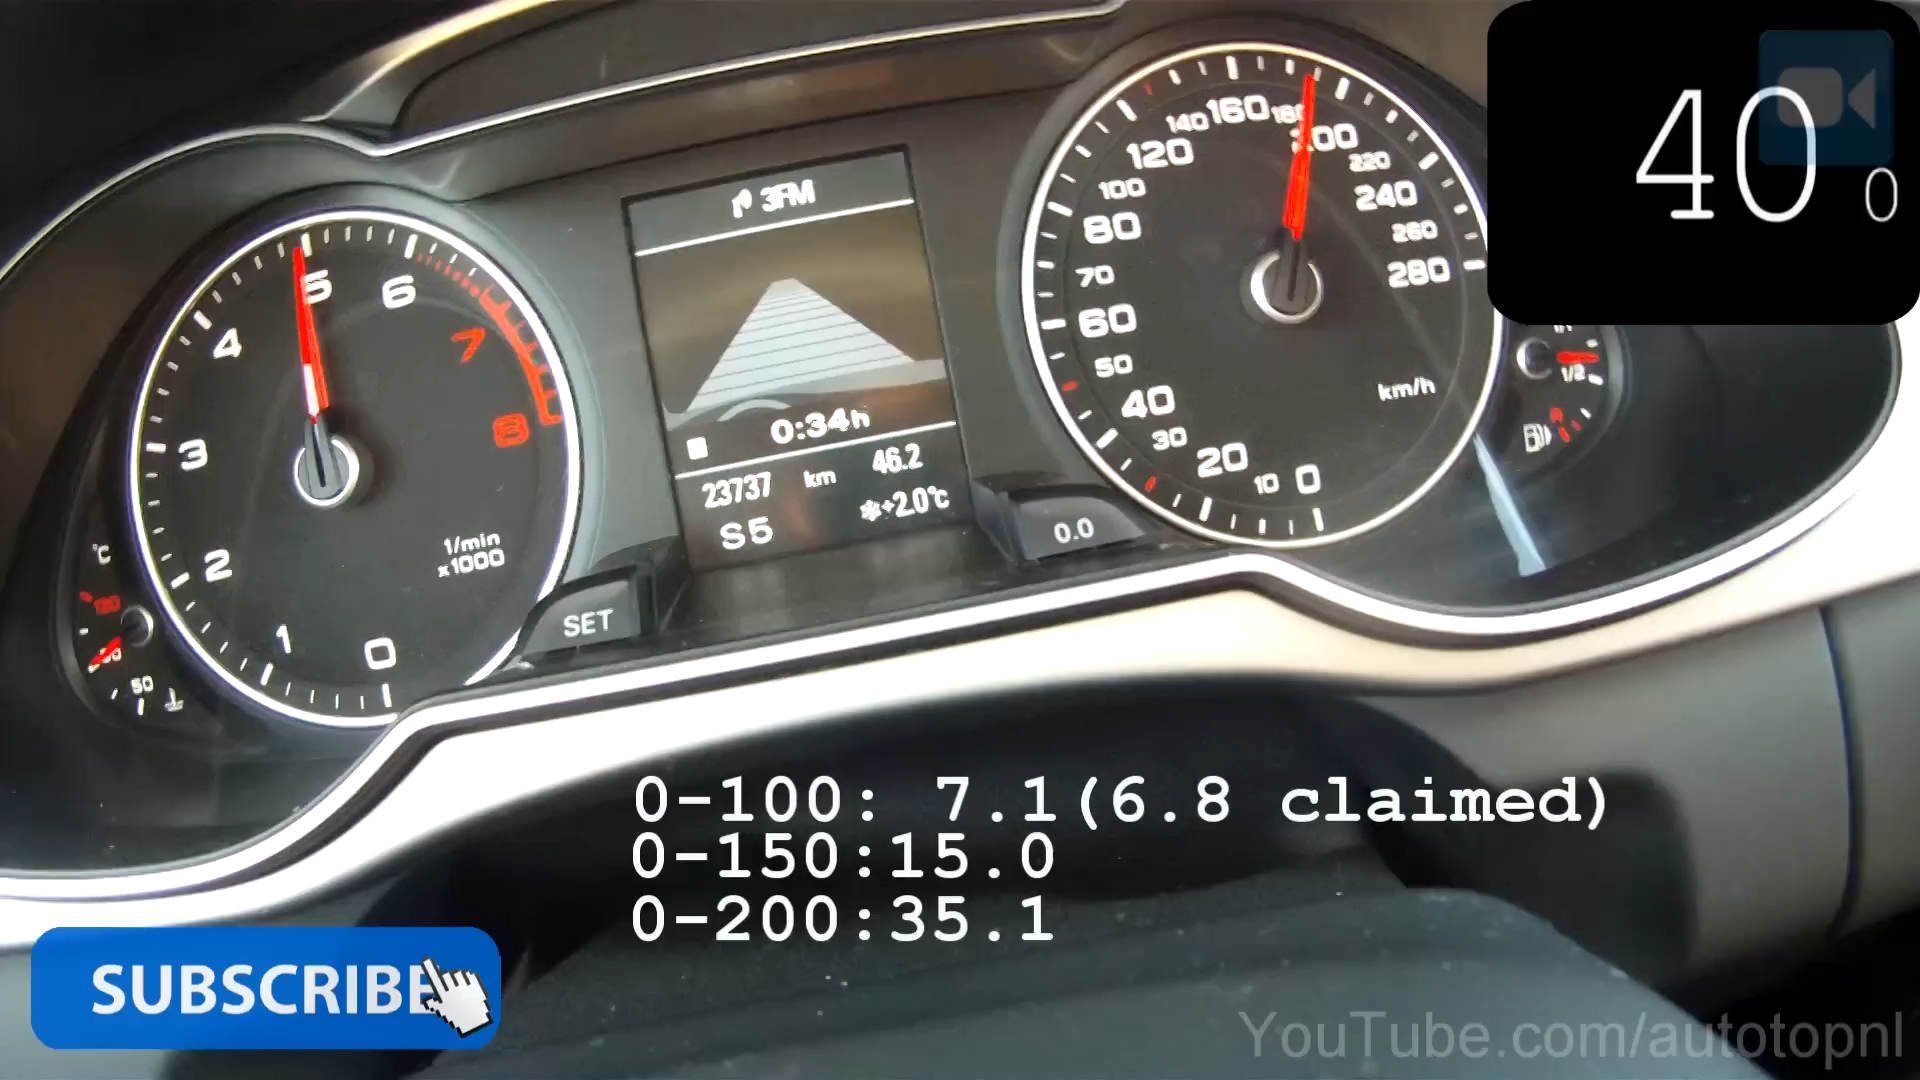 40 0
3FM
0:34h
23737 km 46.2
S5 ❄+2.0°C
0 1 2 3 4 5 6 7 8
1/min
x1000
°C
130
50
SET
0.0
0 10 20 30 40 50 60 70 80 100 120 140 160 180 200 220 240 260 280
km/h
1/2
0-100: 7.1(6.8 claimed)
0-150:15.0
0-200:35.1
SUBSCRIBE
YouTube.com/autotopnl